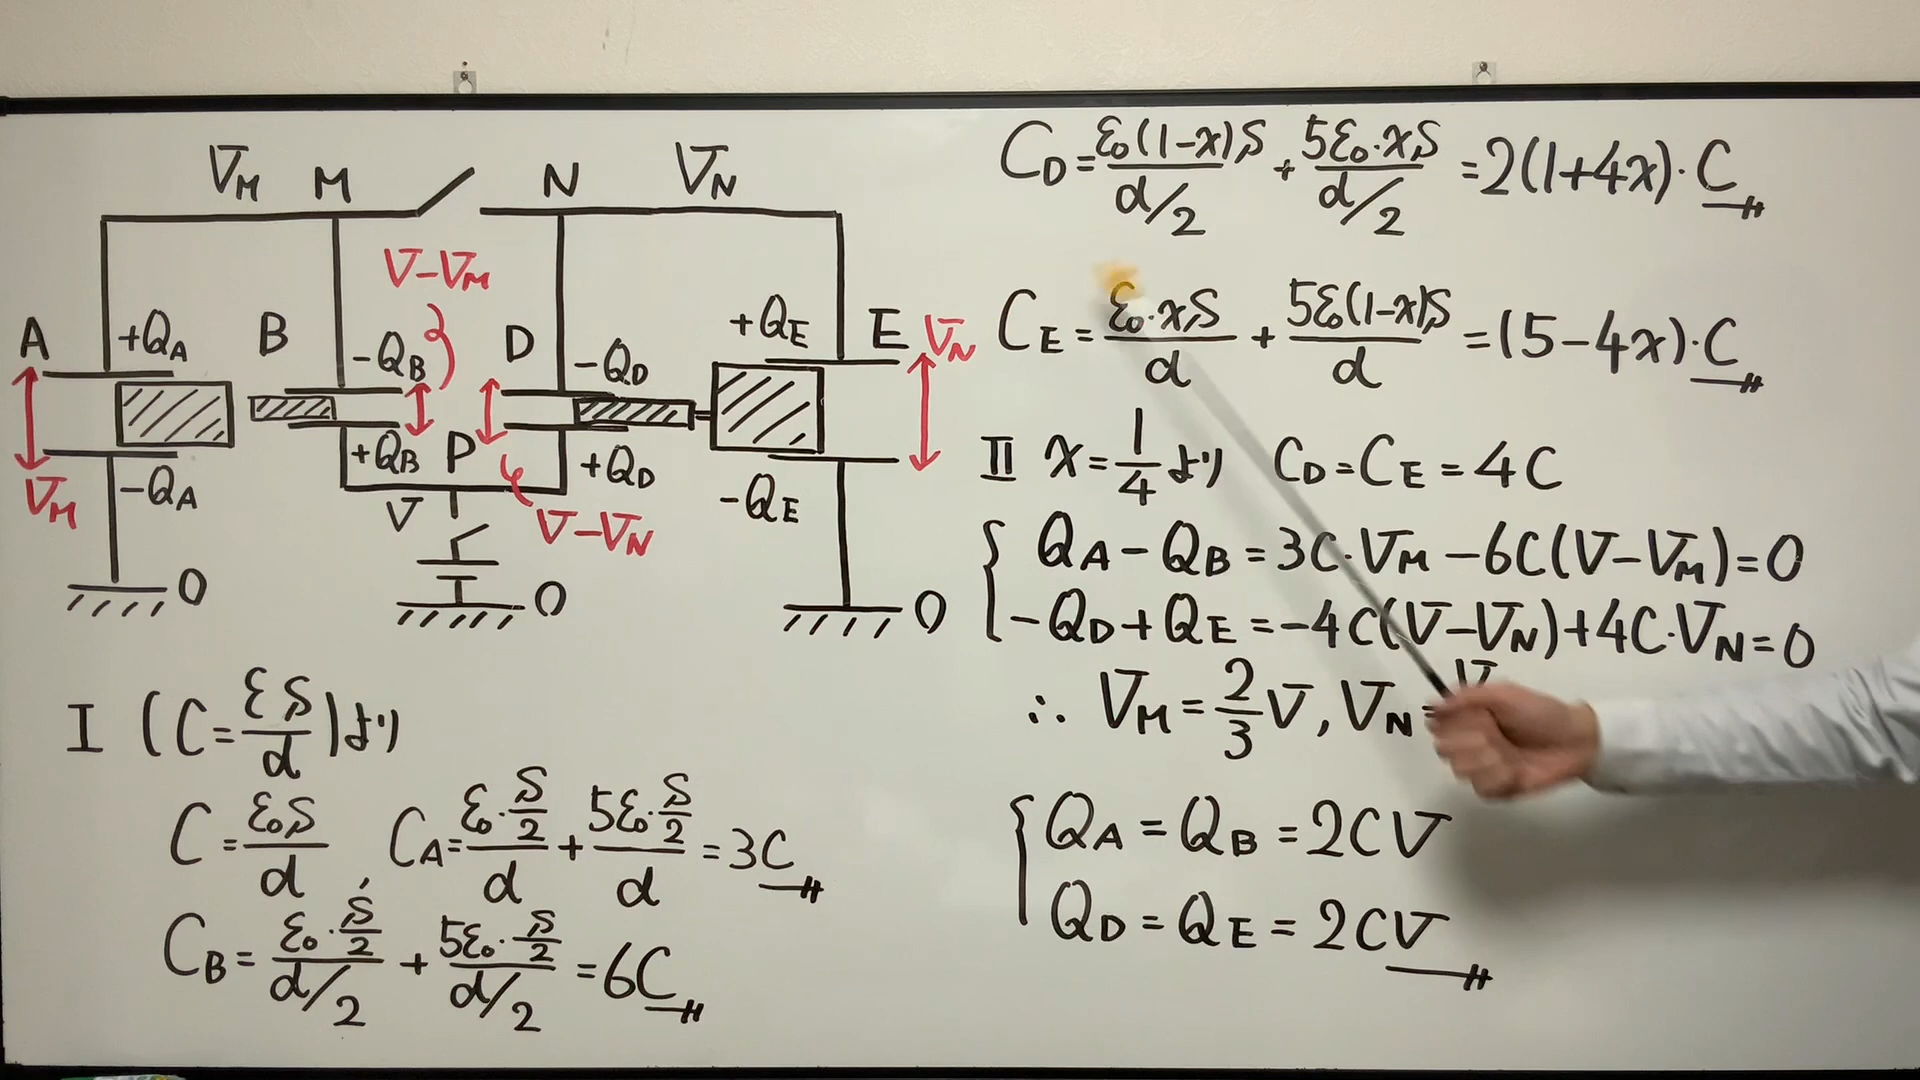 V_M M N V_N
V-V_M
A +Q_A B -Q_B D -Q_D +Q_E E V_N
V_M -Q_A +Q_B P +Q_D -Q_E
V V-V_N
0 0 0
I (C=εS/d)より
C=ε₀S/d, C_A=(ε₀・S/2)/d+(5ε₀・S/2)/d=3C
C_B=(ε₀・S/2)/(d/2)+(5ε₀・S/2)/(d/2)=6C
C_D=ε₀(1-x)S/(d/2)+5ε₀・xS/(d/2)=2(1+4x)・C
C_E=ε₀・xS/d+5ε₀(1-x)S/d=(5-4x)・C
II x=1/4より C_D=C_E=4C
Q_A-Q_B=3C・V_M-6C(V-V_M)=0
-Q_D+Q_E=-4C(V-V_N)+4C・V_N=0
∴ V_M=2/3V, V_N=
Q_A=Q_B=2CV
Q_D=Q_E=2CV